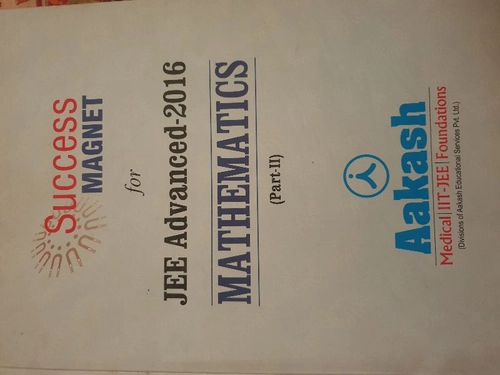 Success
MAGNET
for
JEE Advanced-2016
MATHEMATICS
(Part-II)
Aakash
Medical|IIT-JEE|Foundations
(Divisions of Aakash Educational Services Pvt. Ltd.)